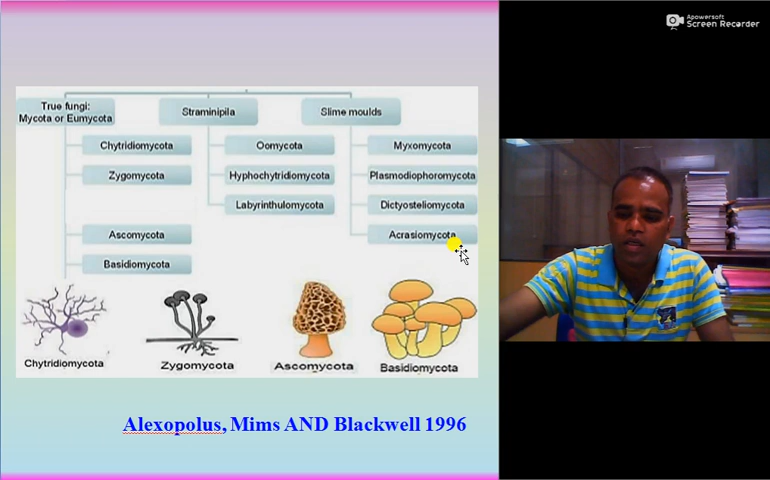 Apowersoft
Screen Recorder
True fungi:
Mycota or Eumycota
Straminipila
Slime moulds
Chytridiomycota
Oomycota
Myxomycota
Zygomycota
Hyphochytridiomycota
Plasmodiophoromycota
Labyrinthulomycota
Dictyosteliomycota
Ascomycota
Acrasiomycota
Basidiomycota
Chytridiomycota
Zygomycota
Ascomycota
Basidiomycota
Alexopolus, Mims AND Blackwell 1996